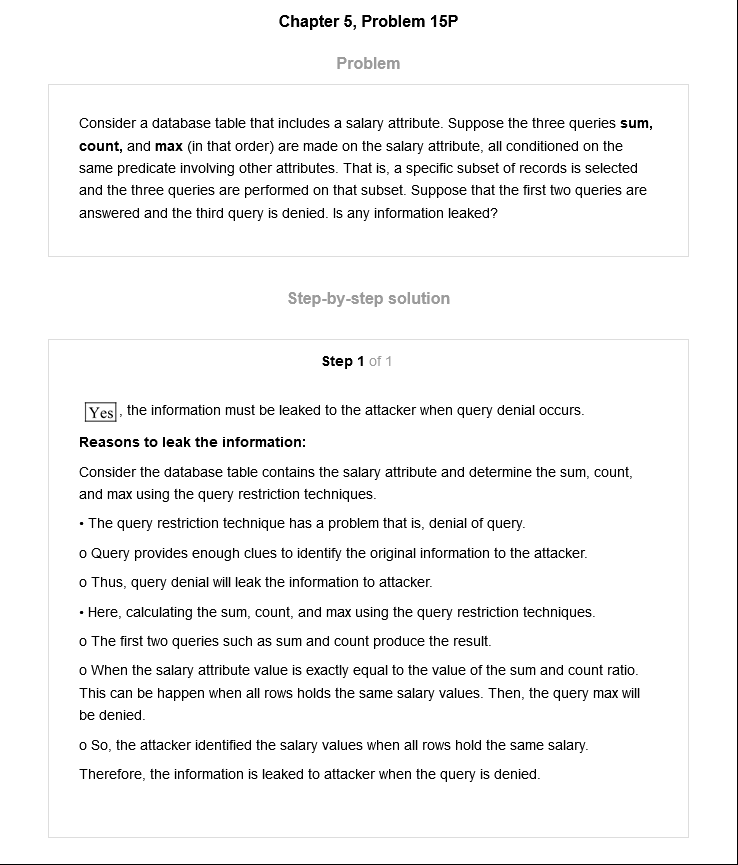 Chapter 5, Problem 15P
Problem
Consider a database table that includes a salary attribute. Suppose the three queries sum,
count, and max (in that order) are made on the salary attribute, all conditioned on the
same predicate involving other attributes. That is, a specific subset of records is selected
and the three queries are performed on that subset. Suppose that the first two queries are
answered and the third query is denied. Is any information leaked?
Step-by-step solution
Step 1 of 1
Yes, the information must be leaked to the attacker when query denial occurs.
Reasons to leak the information:
Consider the database table contains the salary attribute and determine the sum, count,
and max using the query restriction techniques.
• The query restriction technique has a problem that is, denial of query.
o Query provides enough clues to identify the original information to the attacker.
o Thus, query denial will leak the information to attacker.
• Here, calculating the sum, count, and max using the query restriction techniques.
o The first two queries such as sum and count produce the result.
o When the salary attribute value is exactly equal to the value of the sum and count ratio.
This can be happen when all rows holds the same salary values. Then, the query max will
be denied.
o So, the attacker identified the salary values when all rows hold the same salary.
Therefore, the information is leaked to attacker when the query is denied.